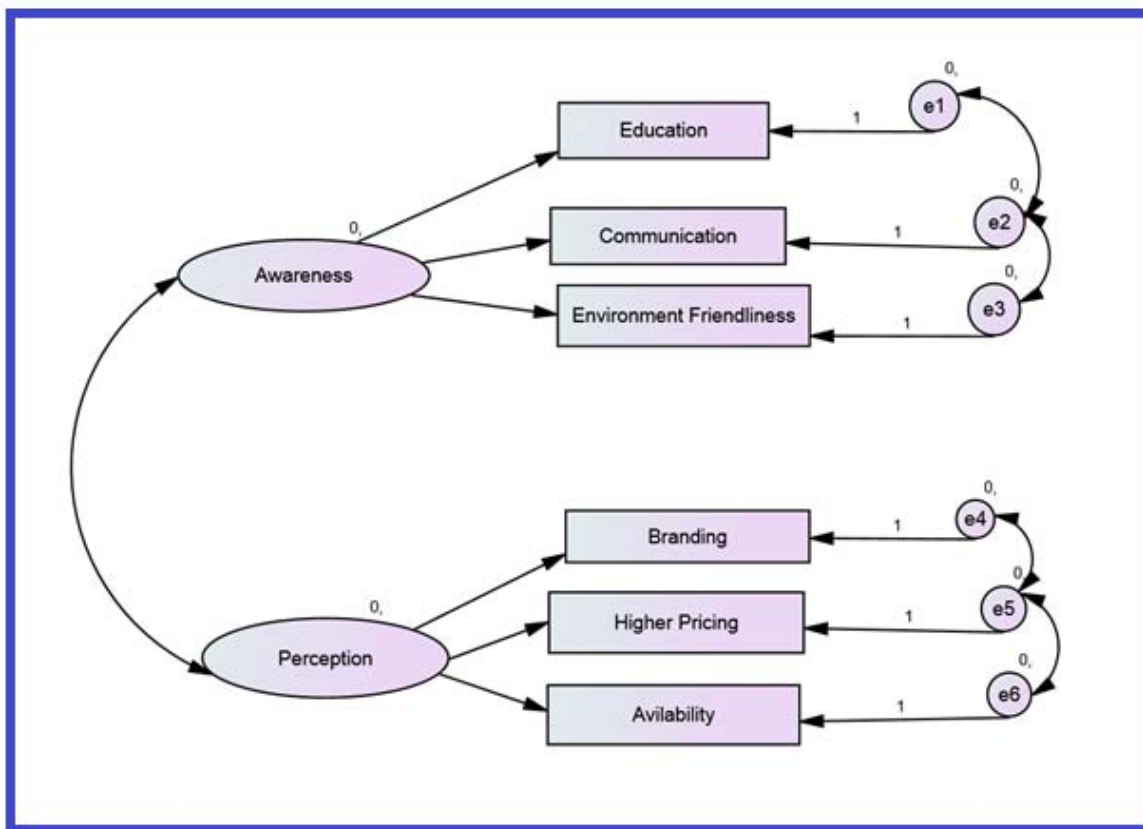 0,
e1
1
Education
0,
e2
1
Communication
0,
Awareness
0,
e3
1
Environment Friendliness
0,
e4
1
Branding
0,
e5
1
Higher Pricing
0,
Perception
0,
e6
1
Avilability